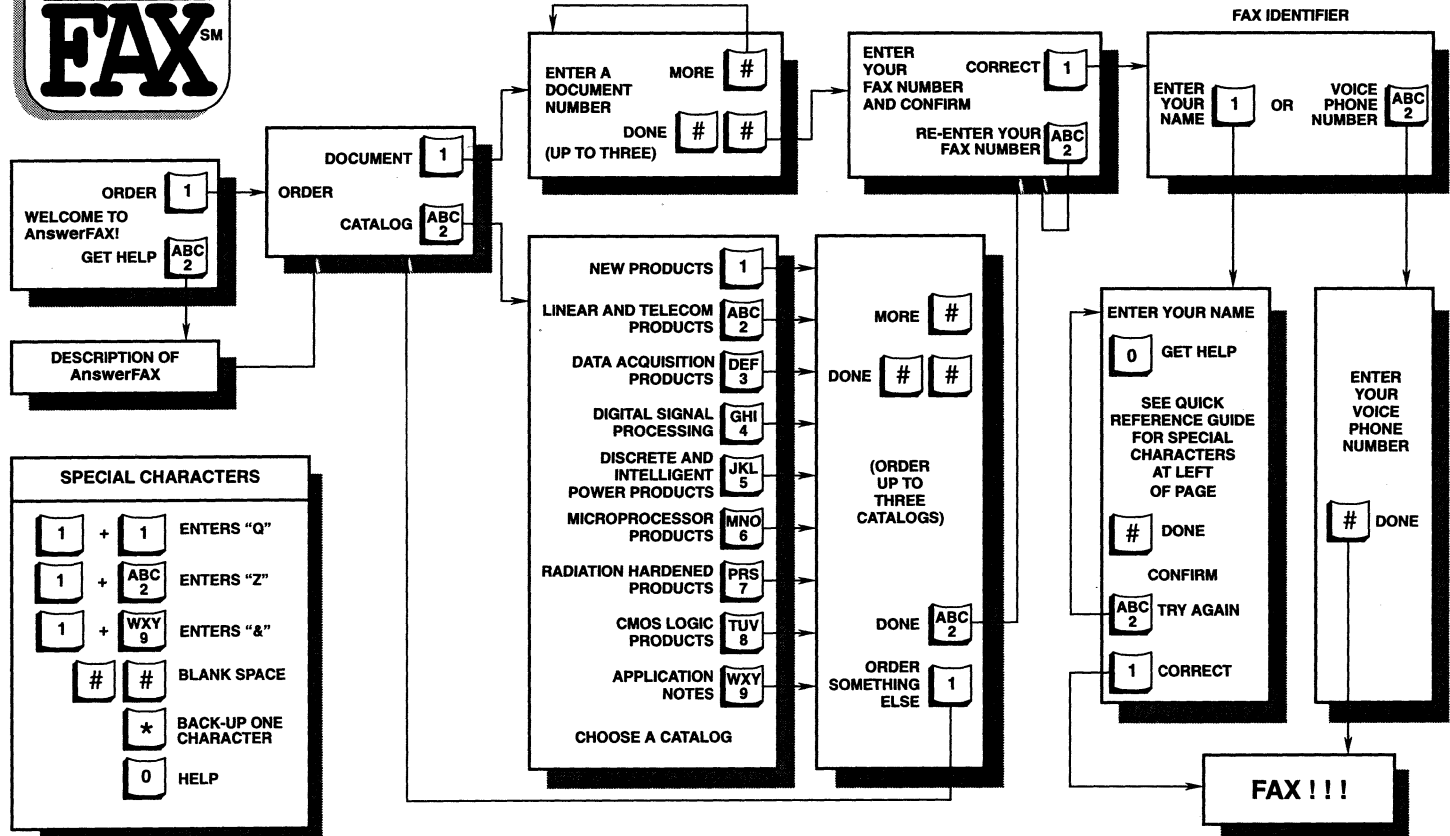 FAX SM
WELCOME TO
AnswerFAX!
ORDER 1
GET HELP ABC 2
DESCRIPTION OF
AnswerFAX
ORDER
DOCUMENT 1
CATALOG ABC 2
ENTER A
DOCUMENT
NUMBER
MORE #
DONE # #
(UP TO THREE)
ENTER
YOUR
FAX NUMBER
AND CONFIRM
CORRECT 1
RE-ENTER YOUR
FAX NUMBER ABC 2
FAX IDENTIFIER
ENTER
YOUR
NAME
1
OR
VOICE
PHONE
NUMBER
ABC 2
NEW PRODUCTS 1
LINEAR AND TELECOM
PRODUCTS ABC 2
DATA ACQUISITION
PRODUCTS DEF 3
DIGITAL SIGNAL
PROCESSING GHI 4
DISCRETE AND
INTELLIGENT
POWER PRODUCTS JKL 5
MICROPROCESSOR
PRODUCTS MNO 6
RADIATION HARDENED
PRODUCTS PRS 7
CMOS LOGIC
PRODUCTS TUV 8
APPLICATION
NOTES WXY 9
CHOOSE A CATALOG
MORE #
DONE # #
(ORDER
UP TO
THREE
CATALOGS)
DONE ABC 2
ORDER
SOMETHING
ELSE 1
ENTER YOUR NAME
0 GET HELP
SEE QUICK
REFERENCE GUIDE
FOR SPECIAL
CHARACTERS
AT LEFT
OF PAGE
# DONE
CONFIRM
ABC 2 TRY AGAIN
1 CORRECT
ENTER
YOUR
VOICE
PHONE
NUMBER
# DONE
FAX ! ! !
SPECIAL CHARACTERS
1 + 1 ENTERS “Q”
1 + ABC 2 ENTERS “Z”
1 + WXY 9 ENTERS “&”
# # BLANK SPACE
* BACK-UP ONE
CHARACTER
0 HELP